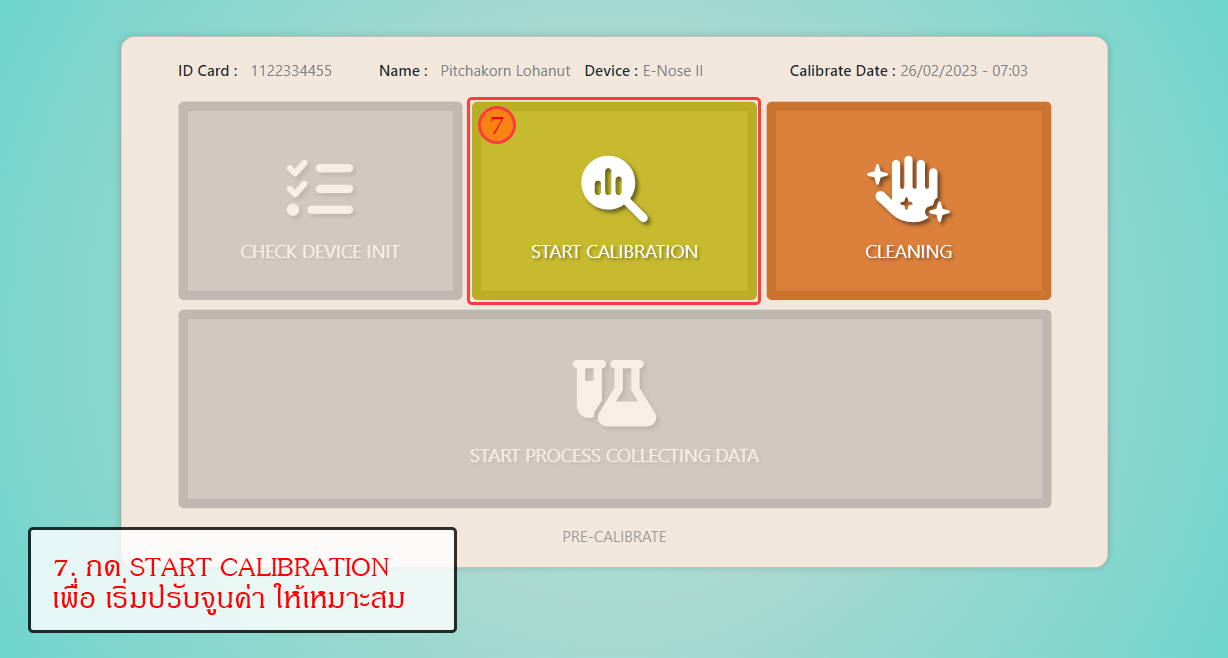 ID Card : 1122334455 Name : Pitchakorn Lohanut Device : E-Nose II Calibrate Date : 26/02/2023 - 07:03
7
CHECK DEVICE INIT
START CALIBRATION
CLEANING
START PROCESS COLLECTING DATA
PRE-CALIBRATE
7. กด START CALIBRATION
เพื่อ เริ่มปรับจูนค่า ให้เหมาะสม